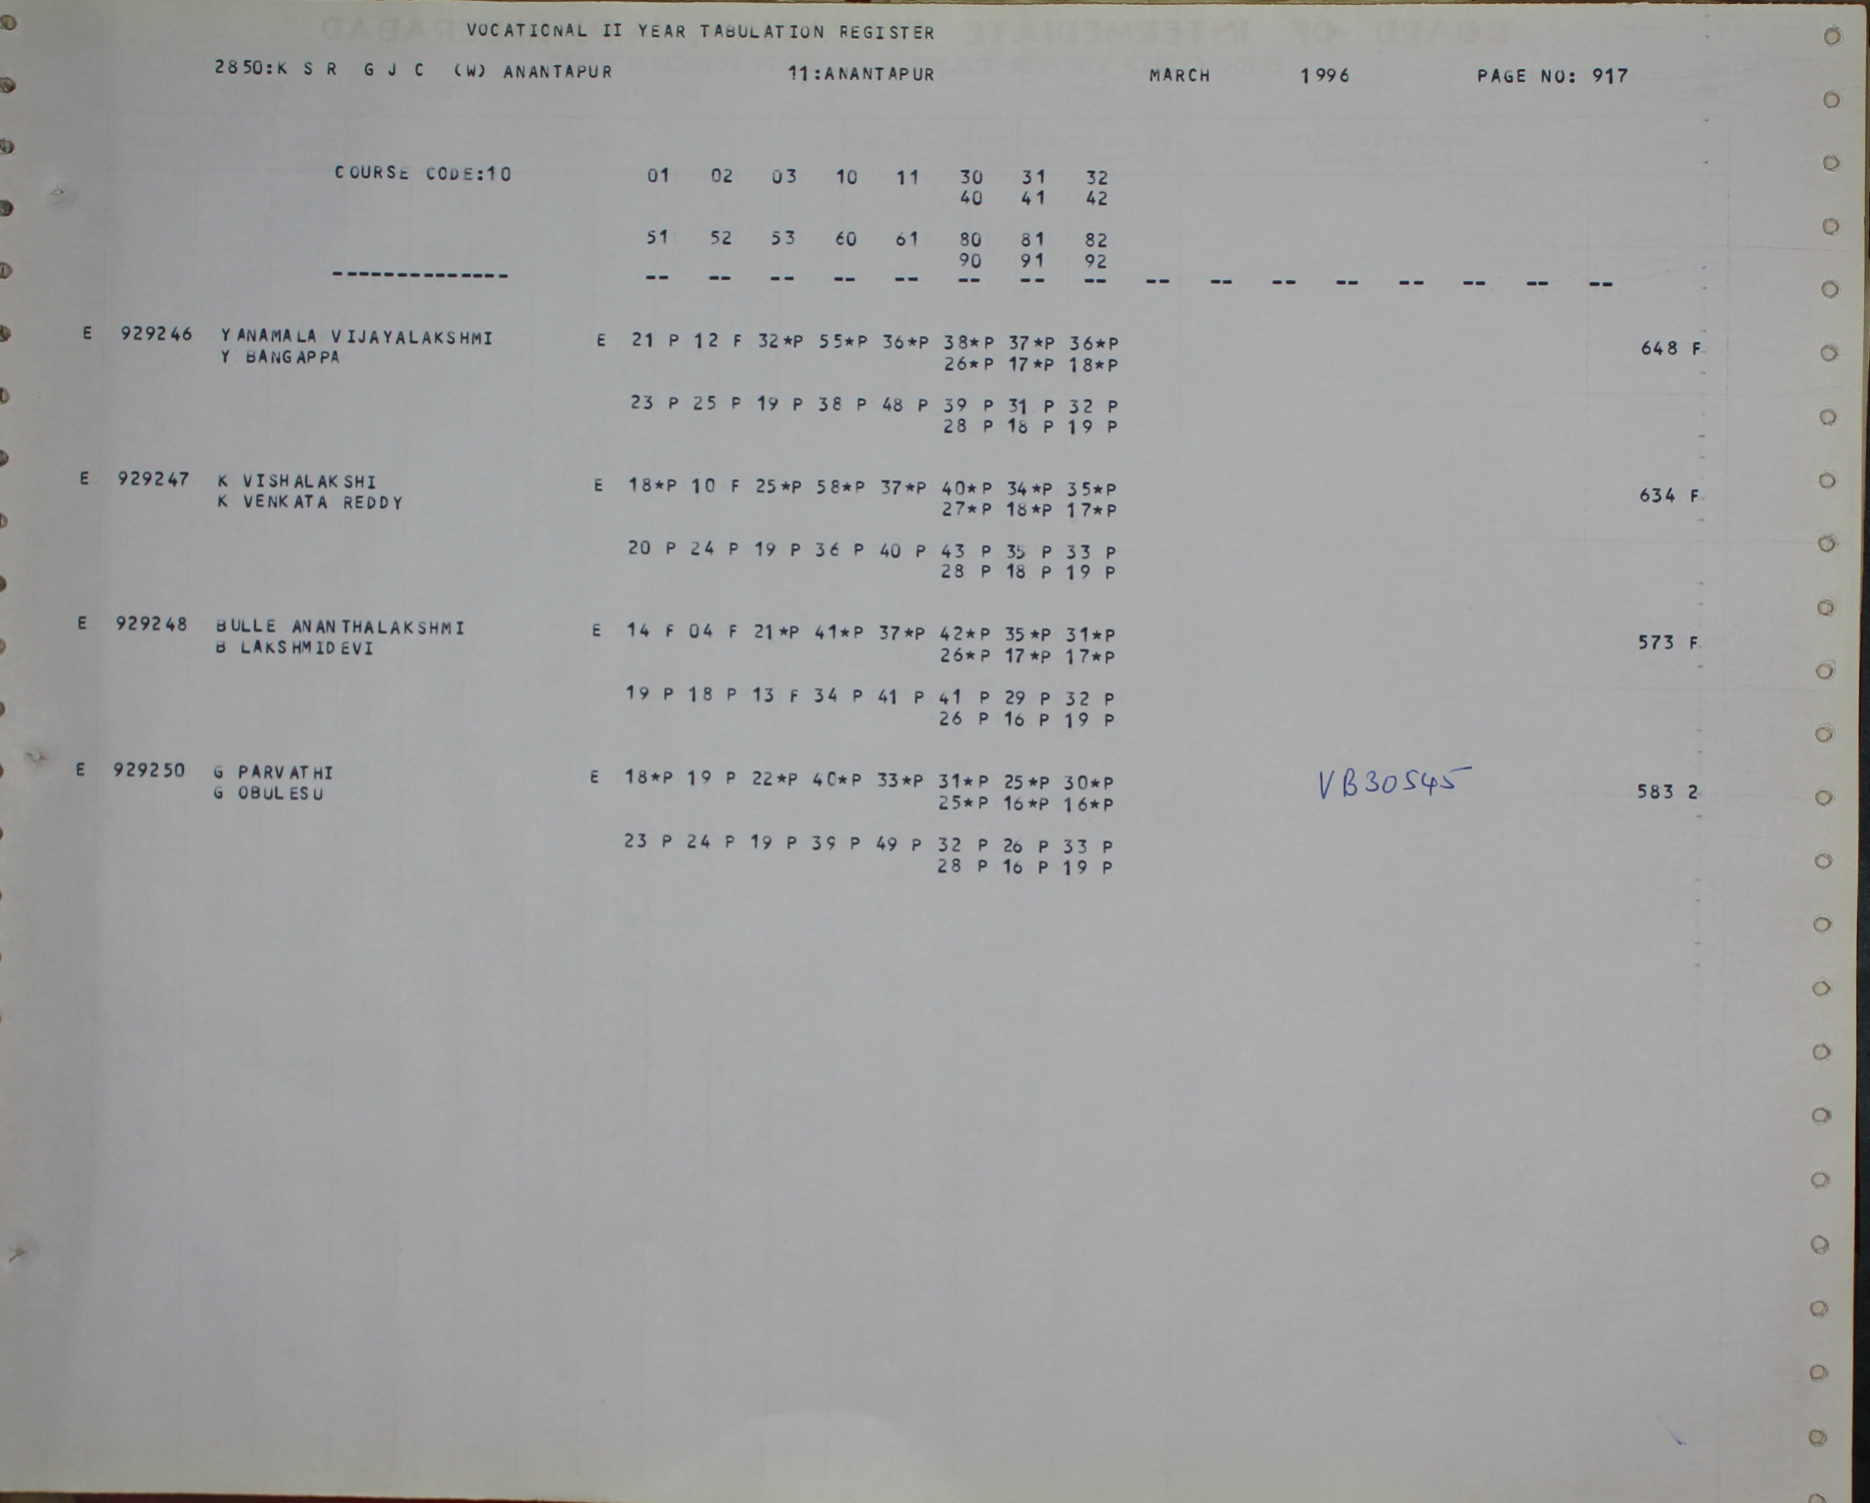 VOCATIONAL II YEAR TABULATION REGISTER
2850:K S R G J C (W) ANANTAPUR 11:ANANTAPUR MARCH 1996 PAGE NO: 917
COURSE CODE:10 01 02 03 10 11 30 31 32
40 41 42
51 52 53 60 61 80 81 82
90 91 92
-------------- -- -- -- -- -- -- -- -- -- -- -- -- -- -- -- --
E 929246 YANAMALA VIJAYALAKSHMI E 21 P 12 F 32*P 55*P 36*P 38*P 37*P 36*P 648 F
Y BANGAPPA 26*P 17*P 18*P
23 P 25 P 19 P 38 P 48 P 39 P 31 P 32 P
28 P 18 P 19 P
E 929247 K VISHALAKSHI E 18*P 10 F 25*P 58*P 37*P 40*P 34*P 35*P 634 F
K VENKATA REDDY 27*P 18*P 17*P
20 P 24 P 19 P 36 P 40 P 43 P 35 P 33 P
28 P 18 P 19 P
E 929248 BULLE ANANTHALAKSHMI E 14 F 04 F 21*P 41*P 37*P 42*P 35*P 31*P 573 F
B LAKSHMIDEVI 26*P 17*P 17*P
19 P 18 P 13 F 34 P 41 P 41 P 29 P 32 P
26 P 16 P 19 P
E 929250 G PARVATHI E 18*P 19 P 22*P 40*P 33*P 31*P 25*P 30*P VB30545 583 2
G OBULESU 25*P 16*P 16*P
23 P 24 P 19 P 39 P 49 P 32 P 26 P 33 P
28 P 16 P 19 P